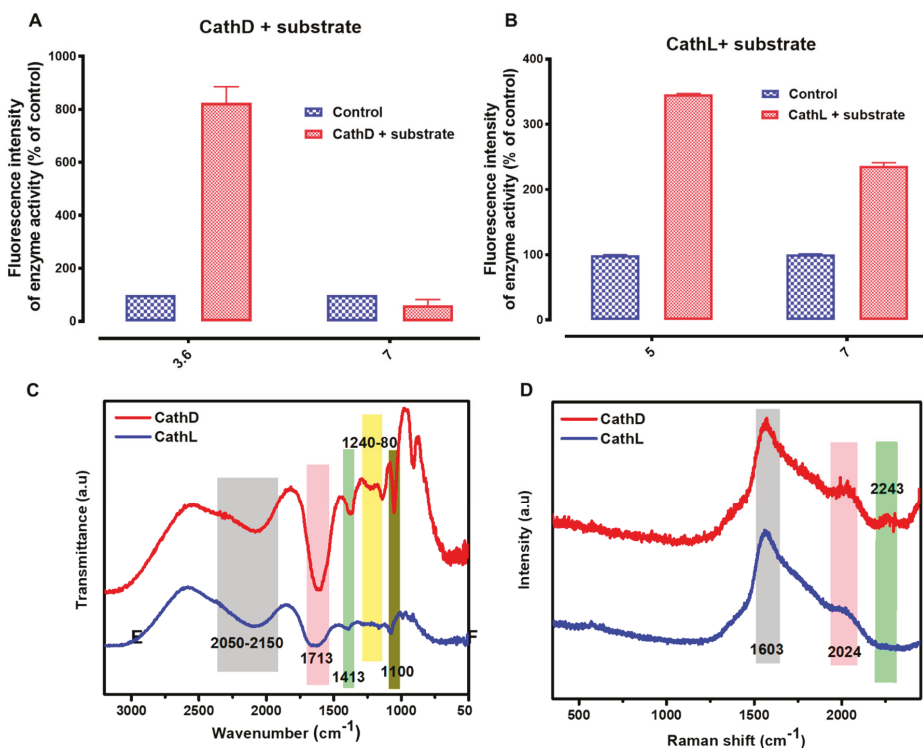 A
CathD + substrate
Fluorescence intensity
of enzyme activity (% of control)
1000
800
600
400
200
0
Control
CathD + substrate
3.6
7
B
CathL+ substrate
Fluorescence intensity
of enzyme activity (% of control)
400
300
200
100
0
Control
CathL + substrate
5
7
C
CathD
CathL
Transmittance (a.u)
1240-80
E
F
2050-2150
1713
1413
1100
3000 2500 2000 1500 1000 50
Wavenumber (cm-1)
D
CathD
CathL
Intensity (a.u)
2243
1603
2024
500 1000 1500 2000
Raman shift (cm-1)